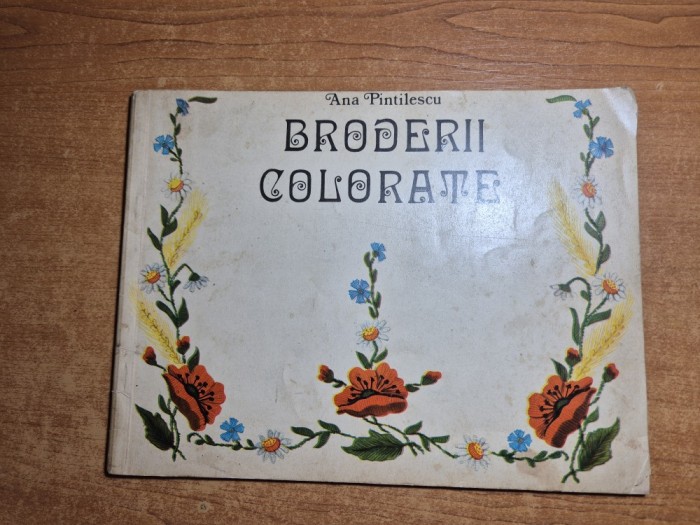 Ana Pintilescu
BRODERII
COLORATE